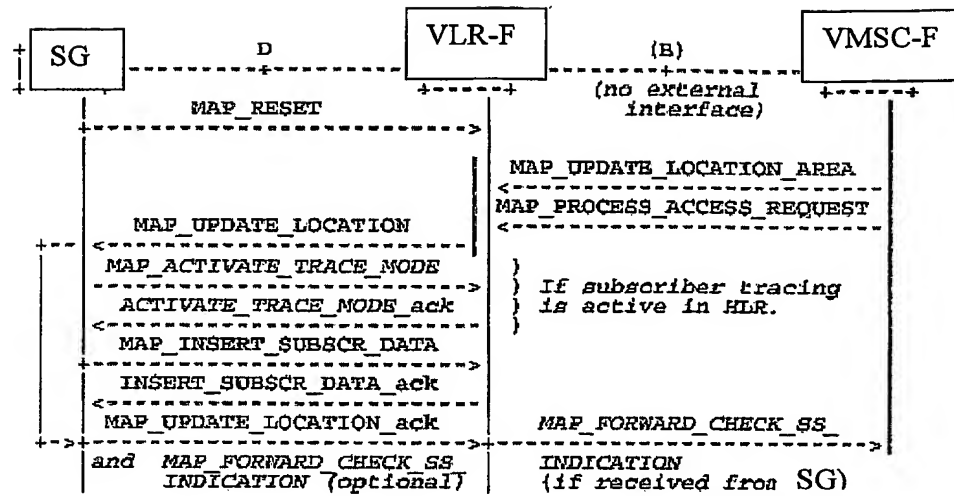 SG
D
VLR-F
(B)
VMSC-F
(no external
interface)
MAP_RESET
MAP_UPDATE_LOCATION_AREA
MAP_PROCESS_ACCESS_REQUEST
MAP_UPDATE_LOCATION
MAP_ACTIVATE_TRACE_MODE
} If subscriber tracing
ACTIVATE_TRACE_MODE_ack
} is active in HLR.
MAP_INSERT_SUBSCR_DATA
INSERT_SUBSCR_DATA_ack
MAP_UPDATE_LOCATION_ack
MAP_FORWARD_CHECK_SS_
and MAP_FORWARD_CHECK_SS_
INDICATION (optional)
INDICATION
(if received from SG)